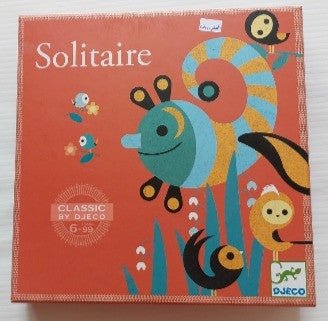 Solitaire
CLASSIC
BY DJECO
6-99
DJECO